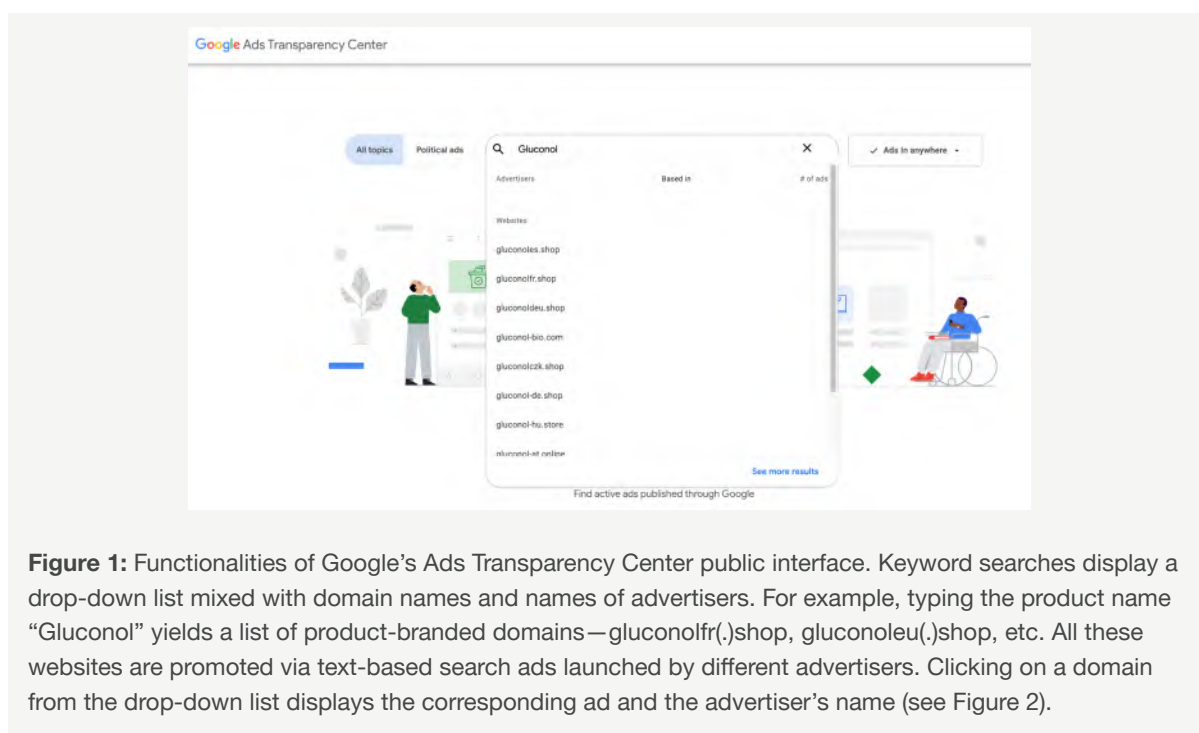 Google Ads Transparency Center
All topics
Political ads
Gluconol
Ads in anywhere
Advertisers
Based in
# of ads
Websites
gluconoles.shop
gluconolfr.shop
gluconoldeu.shop
gluconol-bio.com
gluconolczk.shop
gluconol-de.shop
gluconol-hu.store
gluconol-at.online
See more results
Find active ads published through Google
Figure 1: Functionalities of Google’s Ads Transparency Center public interface. Keyword searches display a
drop-down list mixed with domain names and names of advertisers. For example, typing the product name
“Gluconol” yields a list of product-branded domains—gluconolfr(.)shop, gluconoleu(.)shop, etc. All these
websites are promoted via text-based search ads launched by different advertisers. Clicking on a domain
from the drop-down list displays the corresponding ad and the advertiser’s name (see Figure 2).